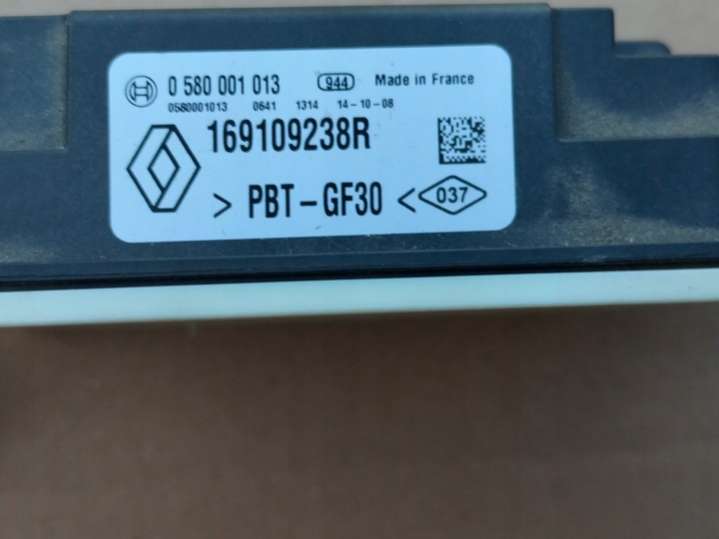 0 580 001 013 944 Made in France
0580001013 0641 1314 14-10-08
169109238R
> PBT-GF30 < 037